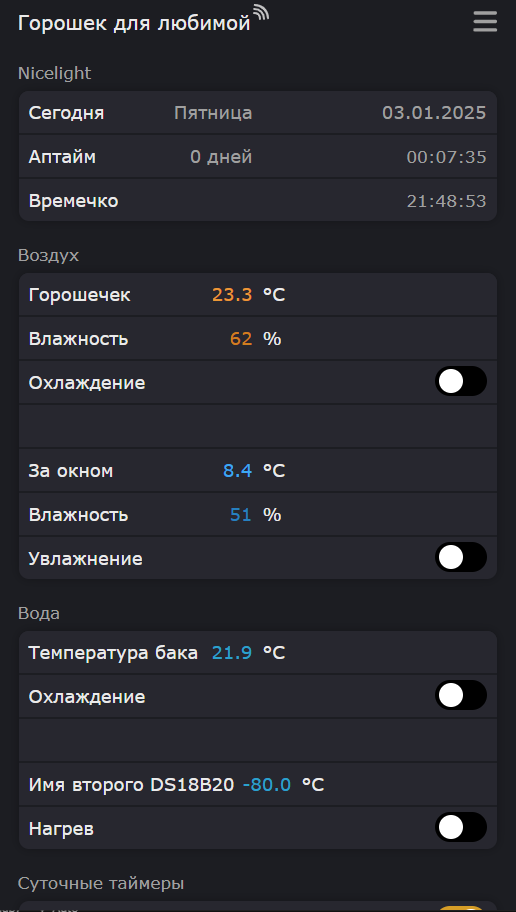 Горошек для любимой
Nicelight
Сегодня Пятница 03.01.2025
Аптайм 0 дней 00:07:35
Времечко 21:48:53
Воздух
Горошечек 23.3 °C
Влажность 62 %
Охлаждение
За окном 8.4 °C
Влажность 51 %
Увлажнение
Вода
Температура бака 21.9 °C
Охлаждение
Имя второго DS18B20 -80.0 °C
Нагрев
Суточные таймеры